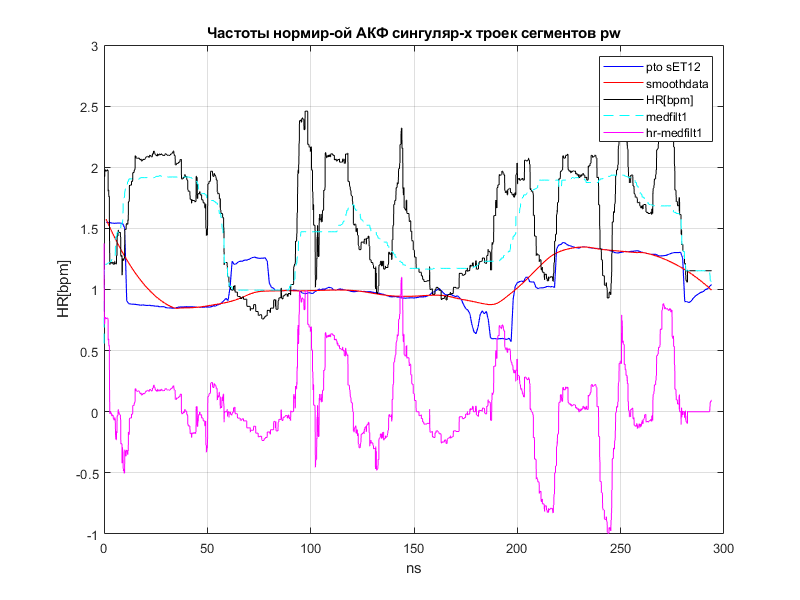 Частоты нормир-ой АКФ сингуляр-х троек сегментов pw
pto sET12
smoothdata
HR[bpm]
medfilt1
hr-medfilt1
HR[bpm]
3
2.5
2
1.5
1
0.5
0
-0.5
-1
0 50 100 150 200 250 300
ns